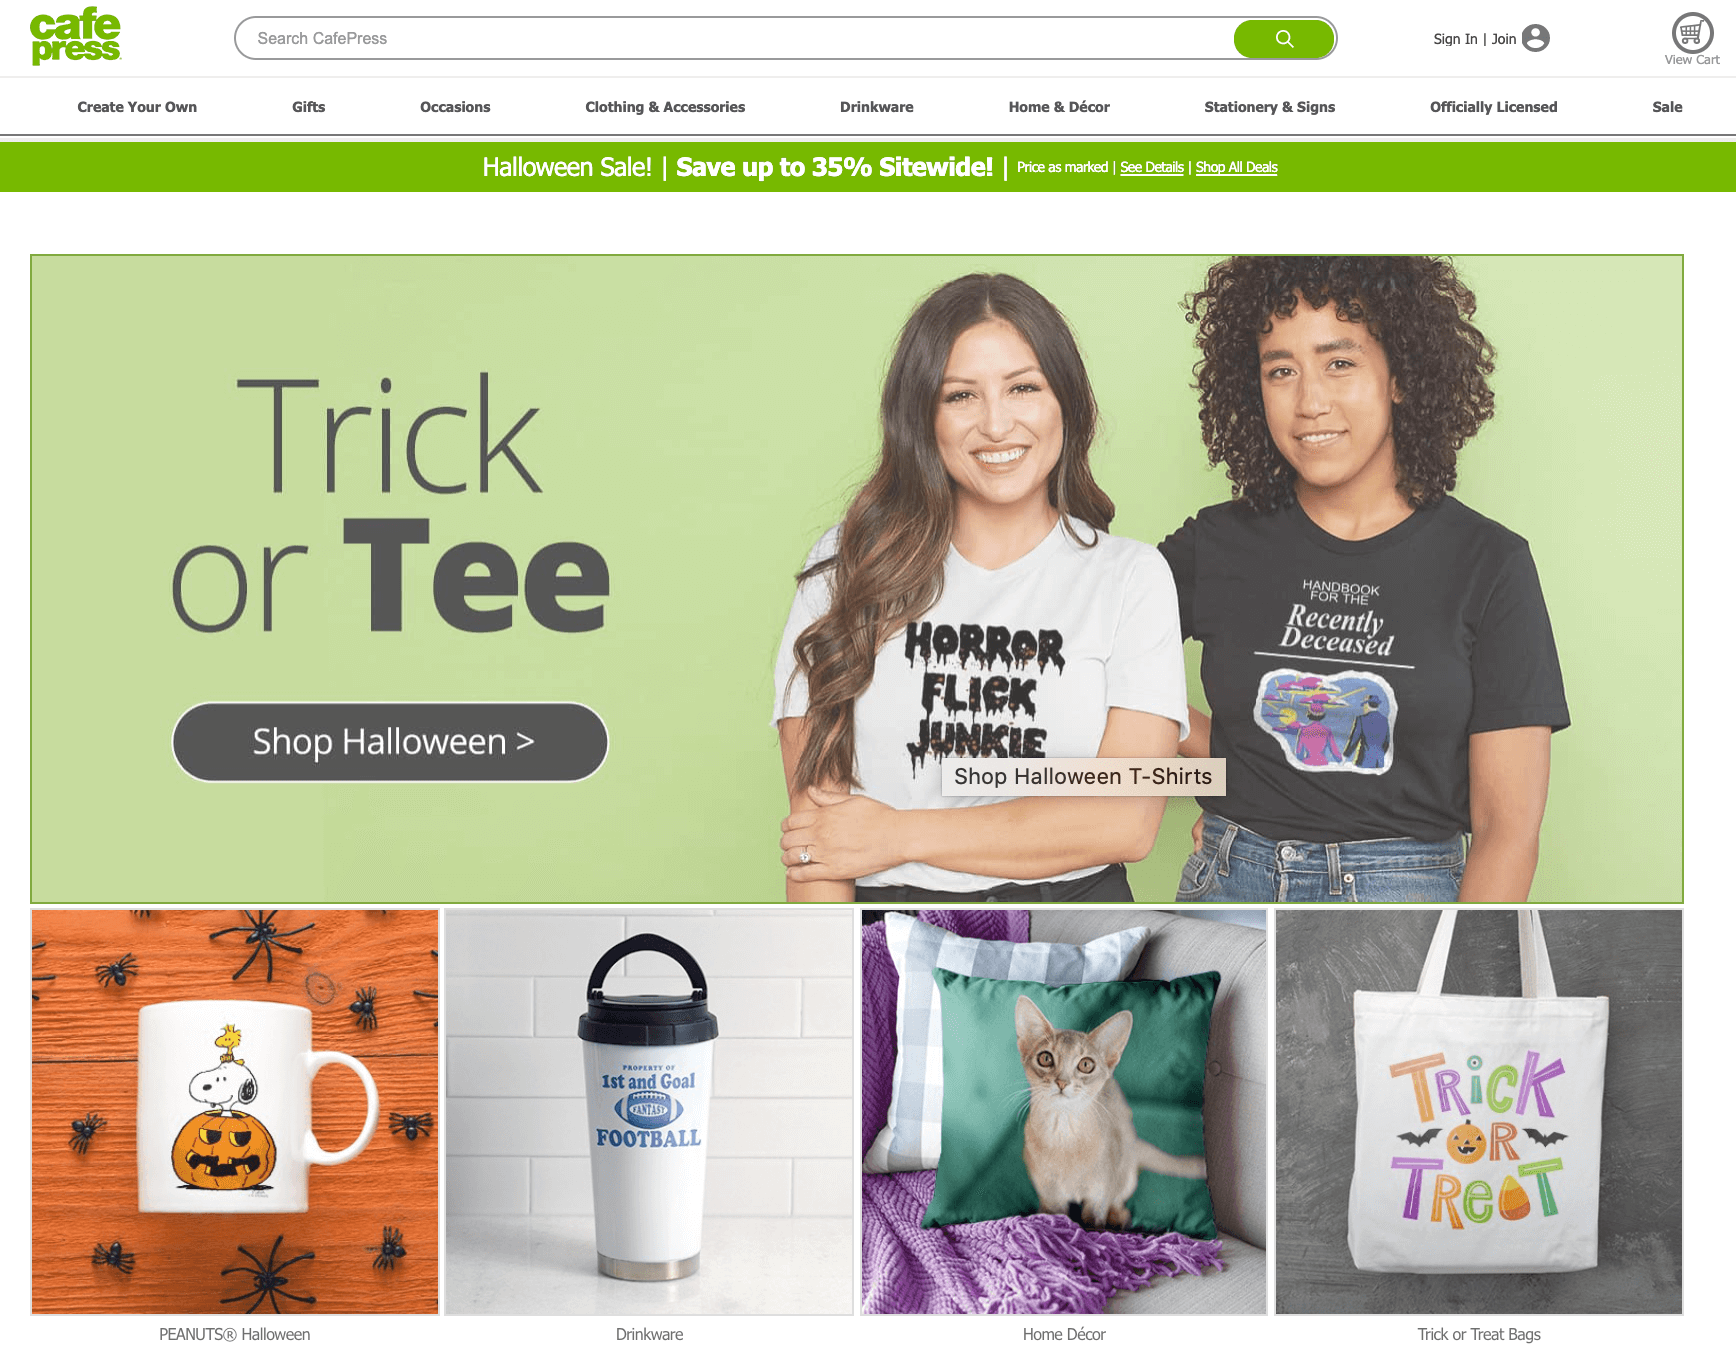 cafe
press
Search CafePress
Sign In | Join
View Cart
Create Your Own
Gifts
Occasions
Clothing & Accessories
Drinkware
Home & Décor
Stationery & Signs
Officially Licensed
Sale
Halloween Sale! | Save up to 35% Sitewide! | Price as marked | See Details | Shop All Deals
Trick
or Tee
Shop Halloween >
HORROR
FLICK
JUNKIE
HANDBOOK
FOR THE
Recently
Deceased
Shop Halloween T-Shirts
PROPERTY OF
1st and Goal
FANTASY
FOOTBALL
TRiCK
OR
TReaT
PEANUTS® Halloween
Drinkware
Home Décor
Trick or Treat Bags